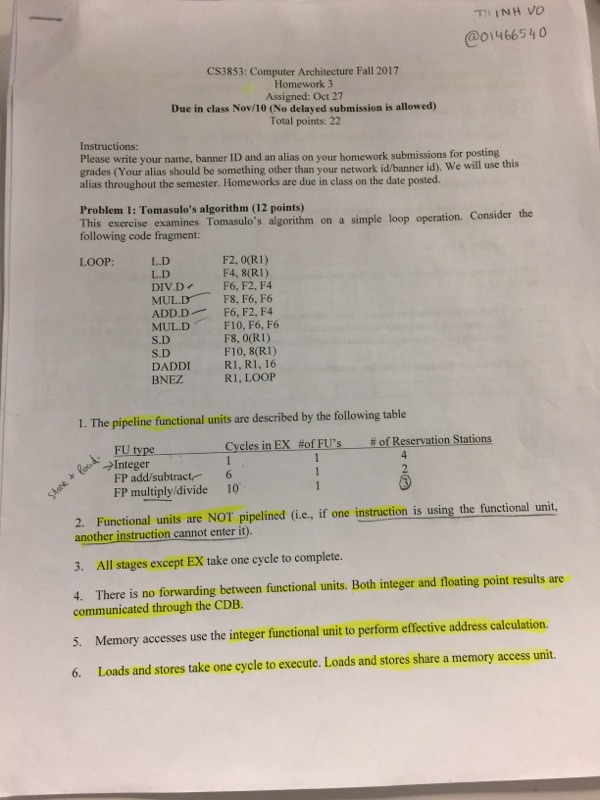 THINH VO
@01466540
CS3853: Computer Architecture Fall 2017
Homework 3
Assigned: Oct 27
Due in class Nov/10 (No delayed submission is allowed)
Total points: 22
Instructions:
Please write your name, banner ID and an alias on your homework submissions for posting
grades (Your alias should be something other than your network id/banner id). We will use this
alias throughout the semester. Homeworks are due in class on the date posted.
Problem 1: Tomasulo's algorithm (12 points)
This exercise examines Tomasulo's algorithm on a simple loop operation. Consider the
following code fragment:
LOOP: L.D F2, 0(R1)
L.D F4, 8(R1)
DIV.D F6, F2, F4
MUL.D F8, F6, F6
ADD.D F6, F2, F4
MUL.D F10, F6, F6
S.D F8, 0(R1)
S.D F10, 8(R1)
DADDI R1, R1, 16
BNEZ R1, LOOP
1. The pipeline functional units are described by the following table
FU type Cycles in EX #of FU's # of Reservation Stations
store + load. →Integer 1 1 4
FP add/subtract 6 1 2
FP multiply/divide 10 1 3
2. Functional units are NOT pipelined (i.e., if one instruction is using the functional unit,
another instruction cannot enter it).
3. All stages except EX take one cycle to complete.
4. There is no forwarding between functional units. Both integer and floating point results are
communicated through the CDB.
5. Memory accesses use the integer functional unit to perform effective address calculation.
6. Loads and stores take one cycle to execute. Loads and stores share a memory access unit.